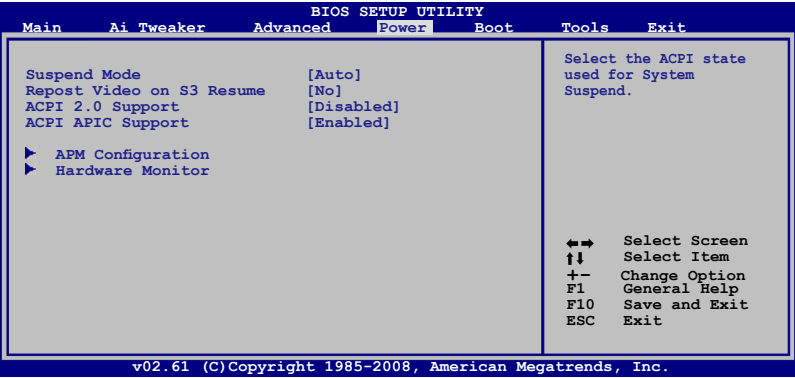 BIOS SETUP UTILITY
Main Ai Tweaker Advanced Power Boot Tools Exit
Suspend Mode [Auto]
Repost Video on S3 Resume [No]
ACPI 2.0 Support [Disabled]
ACPI APIC Support [Enabled]
APM Configuration
Hardware Monitor
Select the ACPI state
used for System
Suspend.
←→ Select Screen
↑↓ Select Item
+- Change Option
F1 General Help
F10 Save and Exit
ESC Exit
v02.61 (C)Copyright 1985-2008, American Megatrends, Inc.